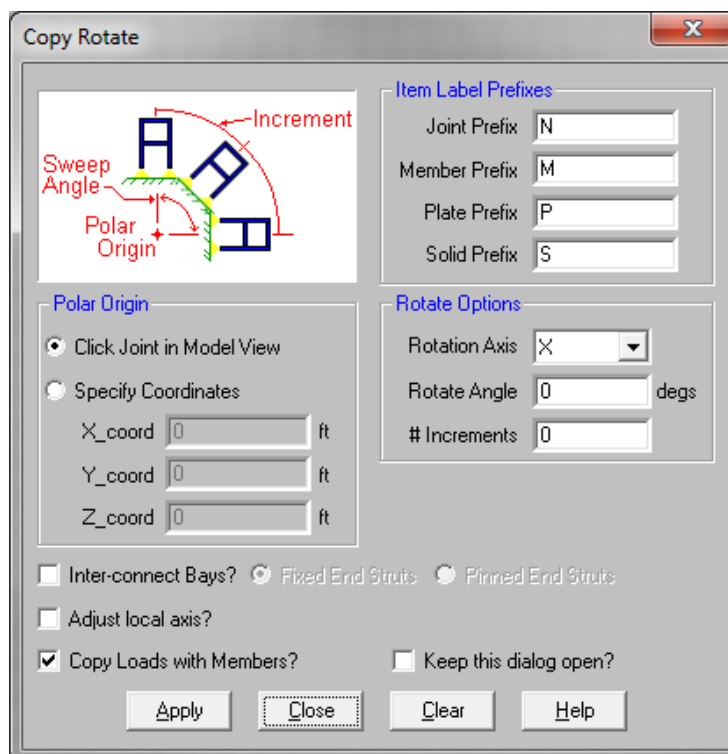 Copy Rotate
X
Increment
Sweep
Angle
Polar
Origin
Item Label Prefixes
Joint Prefix N
Member Prefix M
Plate Prefix P
Solid Prefix S
Polar Origin
Click Joint in Model View
Specify Coordinates
X_coord 0 ft
Y_coord 0 ft
Z_coord 0 ft
Rotate Options
Rotation Axis X
Rotate Angle 0 degs
# Increments 0
Inter-connect Bays? Fixed End Struts Pinned End Struts
Adjust local axis?
Copy Loads with Members? Keep this dialog open?
Apply Close Clear Help